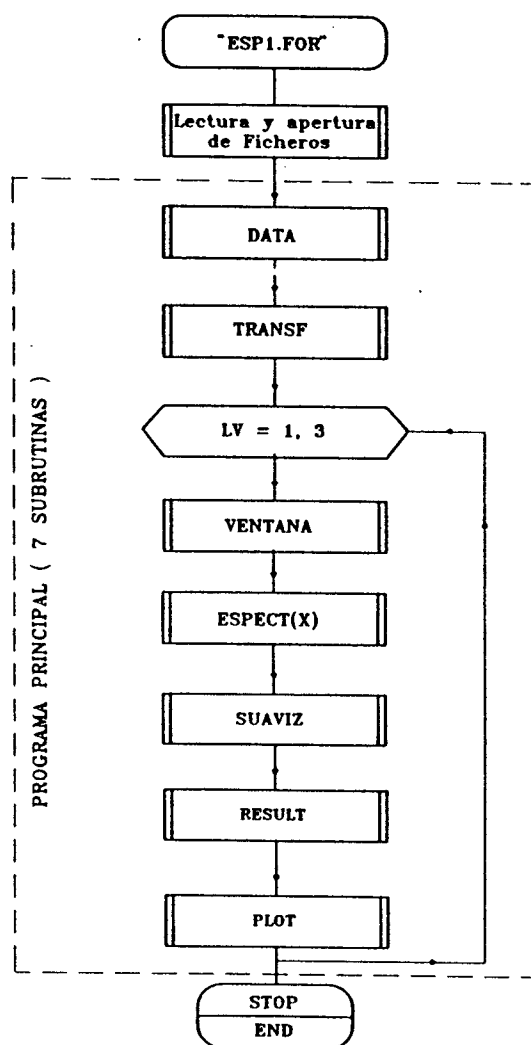 "ESP1.FOR"
Lectura y apertura
de Ficheros
DATA
TRANSF
LV = 1, 3
VENTANA
ESPECT(X)
SUAVIZ
RESULT
PLOT
STOP
END
PROGRAMA PRINCIPAL ( 7 SUBRUTINAS )